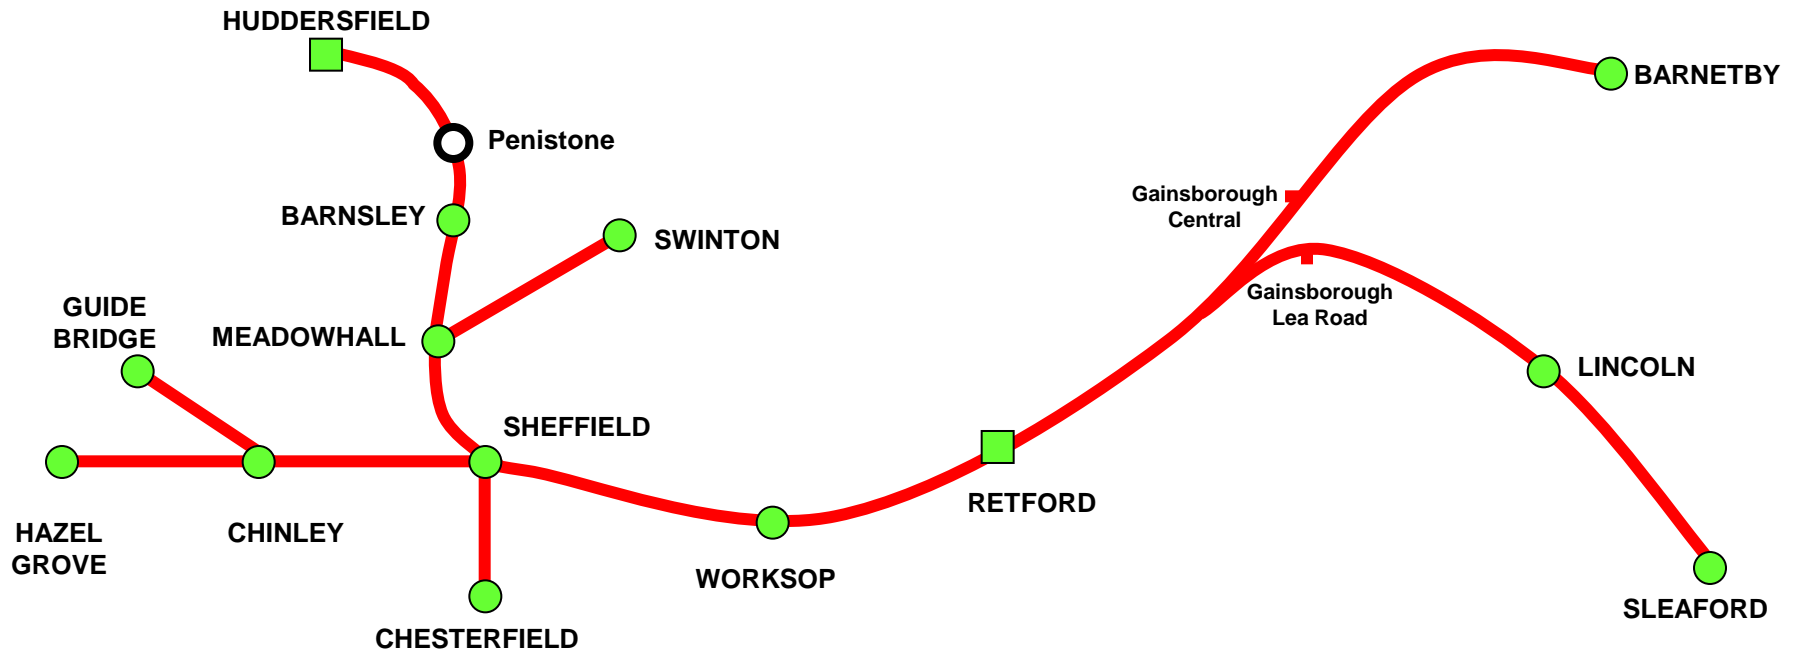 HUDDERSFIELD
BARNETBY
Penistone
Gainsborough
Central
BARNSLEY
SWINTON
GUIDE
BRIDGE
MEADOWHALL
Gainsborough
Lea Road
LINCOLN
SHEFFIELD
RETFORD
HAZEL
GROVE
CHINLEY
WORKSOP
SLEAFORD
CHESTERFIELD